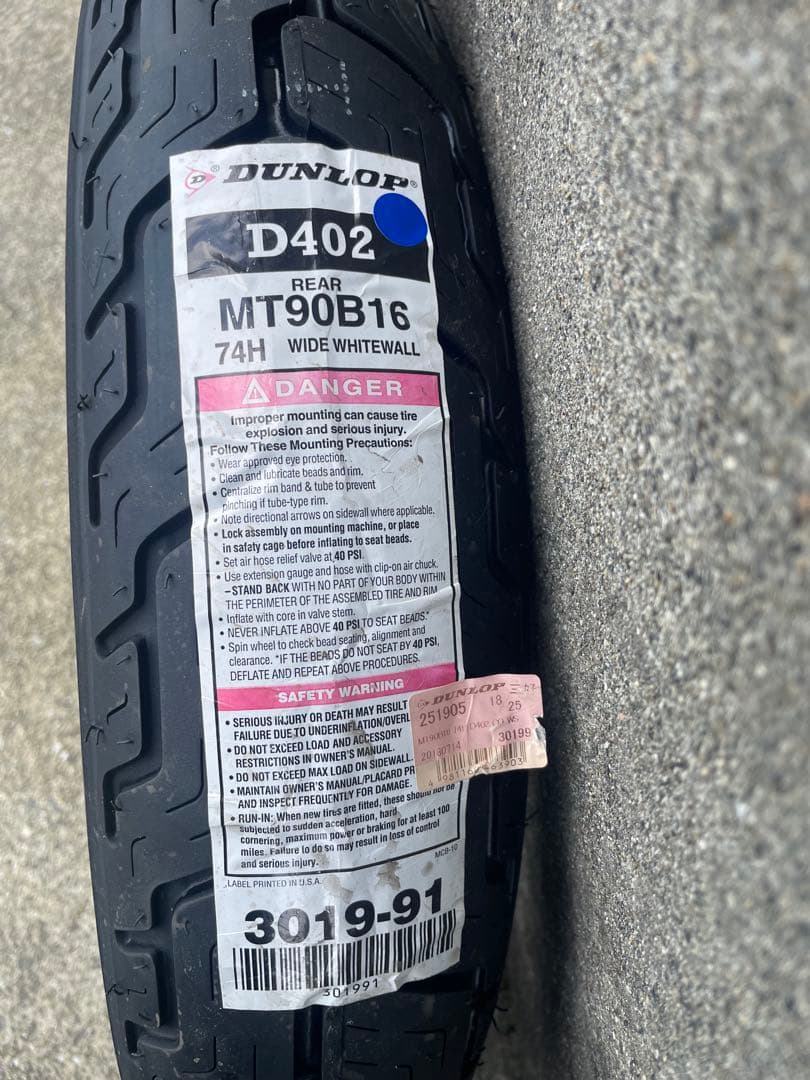 DUNLOP®
D402
REAR
MT90B16
74H WIDE WHITEWALL
DANGER
Improper mounting can cause tire
explosion and serious injury.
Follow These Mounting Precautions:
• Wear approved eye protection.
• Clean and lubricate beads and rim.
• Centralize rim band & tube to prevent
pinching if tube-type rim.
• Note directional arrows on sidewall where applicable.
• Lock assembly on mounting machine, or place
in safaty cage before inflating to seat beads.
• Set air hose relief valve at 40 PSI.
• Use extension gauge and hose with clip-on air chuck.
–STAND BACK WITH NO PART OF YOUR BODY WITHIN
THE PERIMETER OF THE ASSEMBLED TIRE AND RIM
• Inflate with core in valve stem.
• NEVER INFLATE ABOVE 40 PSI TO SEAT BEADS.*
• Spin wheel to check bead seating, alignment and
clearance. *IF THE BEADS DO NOT SEAT BY 40 PSI,
DEFLATE AND REPEAT ABOVE PROCEDURES.
SAFETY WARNING
• SERIOUS INJURY OR DEATH MAY RESULT
FAILURE DUE TO UNDERINFLATION/OVERL
• DO NOT EXCEED LOAD AND ACCESSORY
RESTRICTIONS IN OWNER'S MANUAL.
• DO NOT EXCEED MAX LOAD ON SIDEWALL.
• MAINTAIN OWNER'S MANUAL/PLACARD PR
AND INSPECT FREQUENTLY FOR DAMAGE.
• RUN-IN: When new tires are fitted, these should not be
subjected to sudden acceleration, hard
cornering, maximum power or braking for at least 100
miles. Failure to do so may result in loss of control
and serious injury.
MCB-10
LABEL PRINTED IN U.S.A.
3019-91
301991
DUNLOP
251905 18 25
30199
20130714